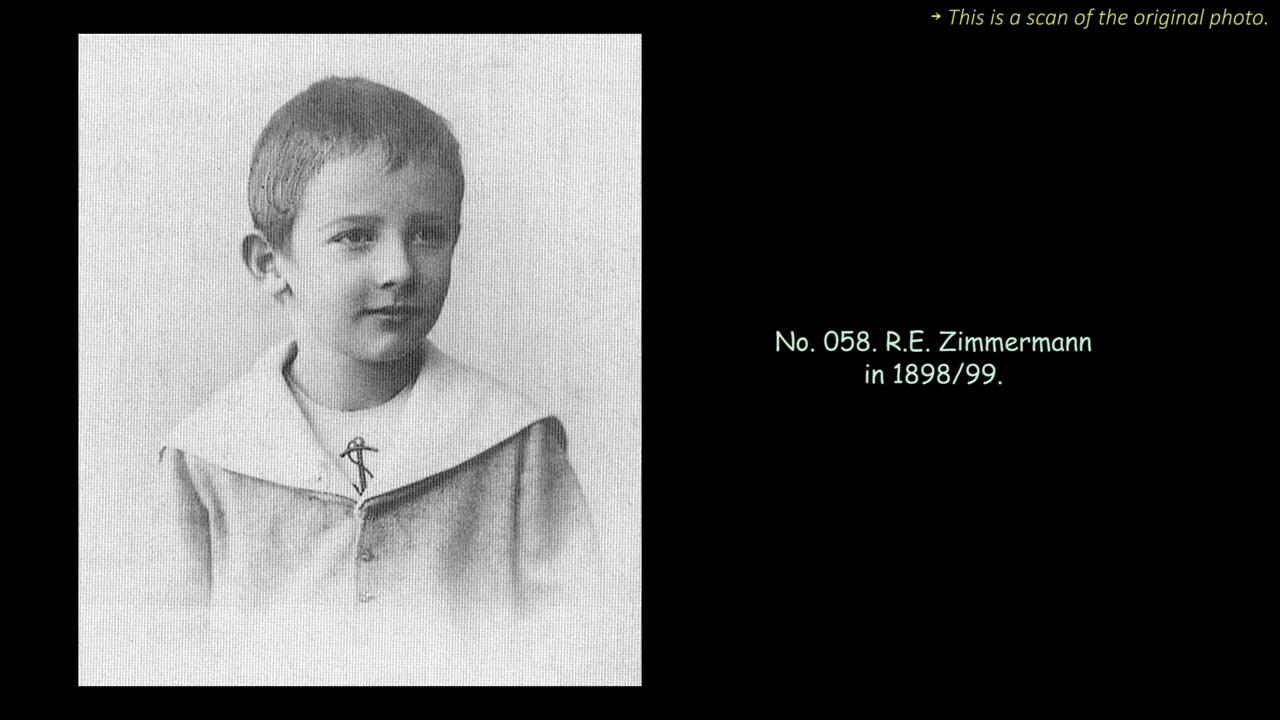 → This is a scan of the original photo.
No. 058. R.E. Zimmermann
in 1898/99.